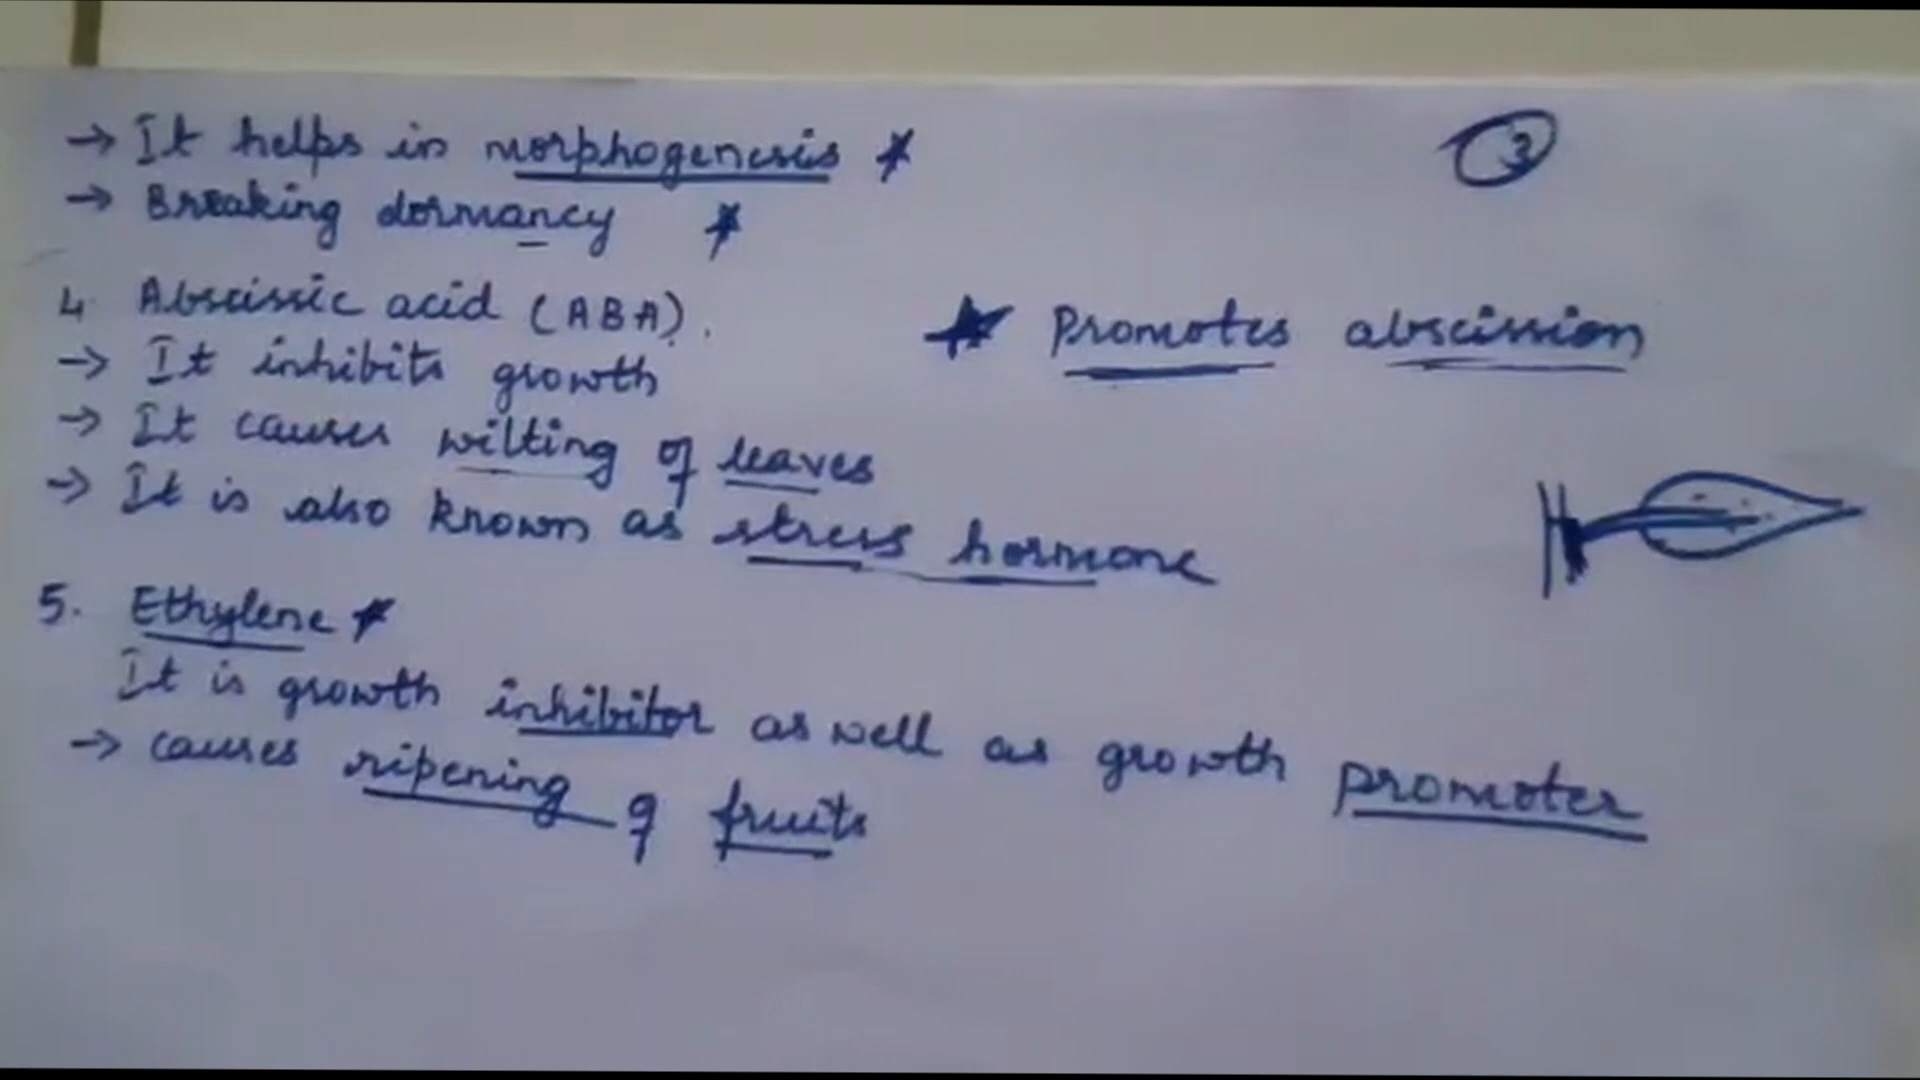 → It helps in morphogenesis *
3
→ Breaking dormancy *
4. Abscissic acid (ABA).
* Promotes abscission
→ It inhibits growth
→ It causes wilting of leaves
→ It is also known as stress hormone
5. Ethylene *
It is growth inhibitor as well as growth promoter
→ causes ripening of fruits